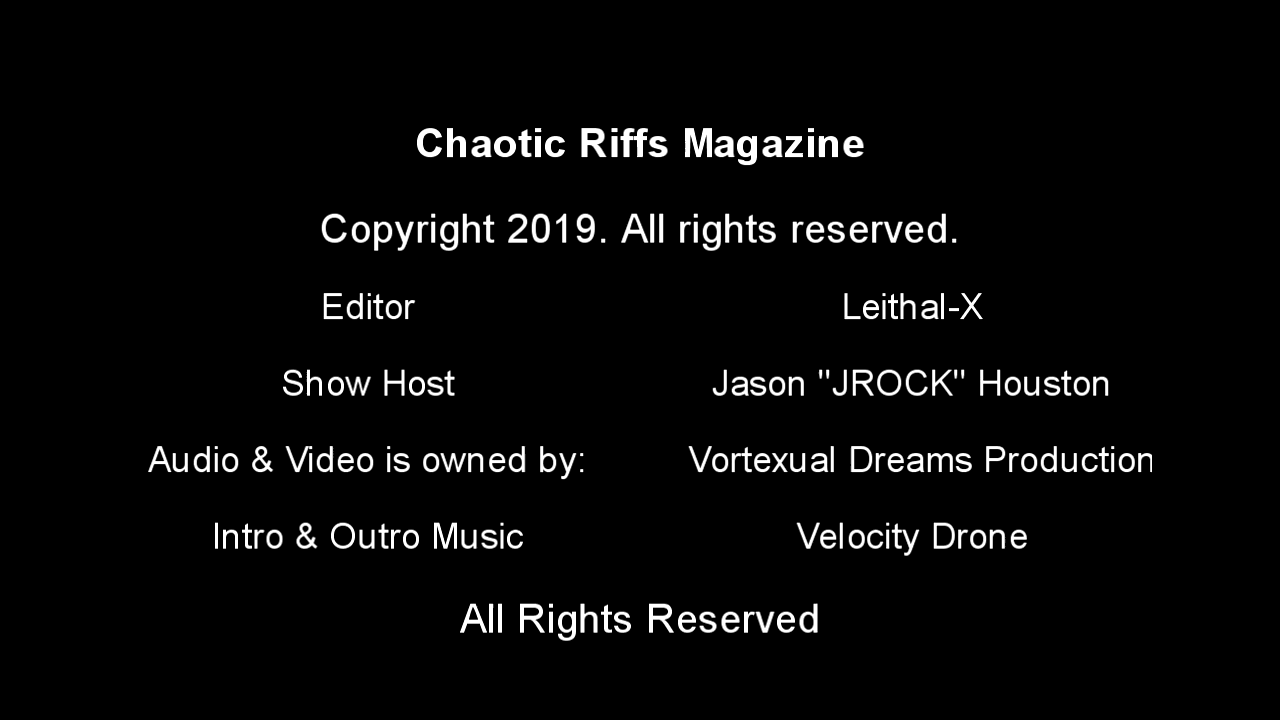 Chaotic Riffs Magazine
Copyright 2019. All rights reserved.
Editor Leithal-X
Show Host Jason "JROCK" Houston
Audio & Video is owned by: Vortexual Dreams Production
Intro & Outro Music Velocity Drone
All Rights Reserved